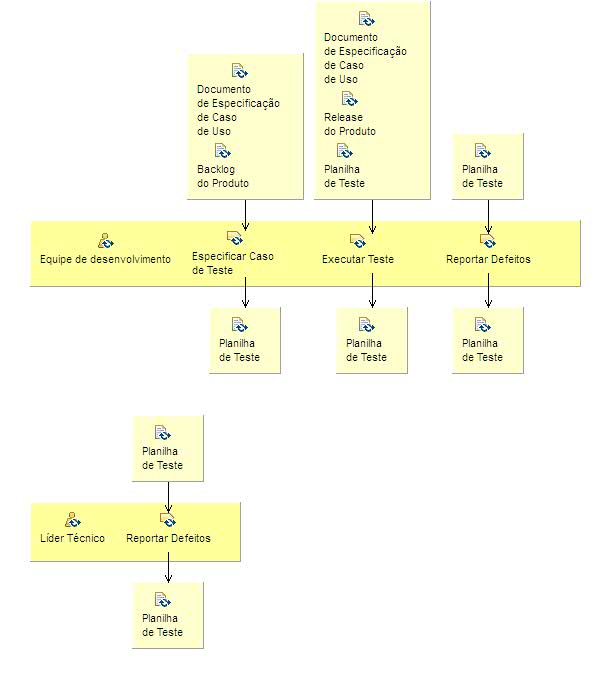 Documento
de Especificação
de Caso
de Uso
Backlog
do Produto
Documento
de Especificação
de Caso
de Uso
Release
do Produto
Planilha
de Teste
Planilha
de Teste
Equipe de desenvolvimento
Especificar Caso
de Teste
Executar Teste
Reportar Defeitos
Planilha
de Teste
Planilha
de Teste
Planilha
de Teste
Planilha
de Teste
Líder Técnico
Reportar Defeitos
Planilha
de Teste